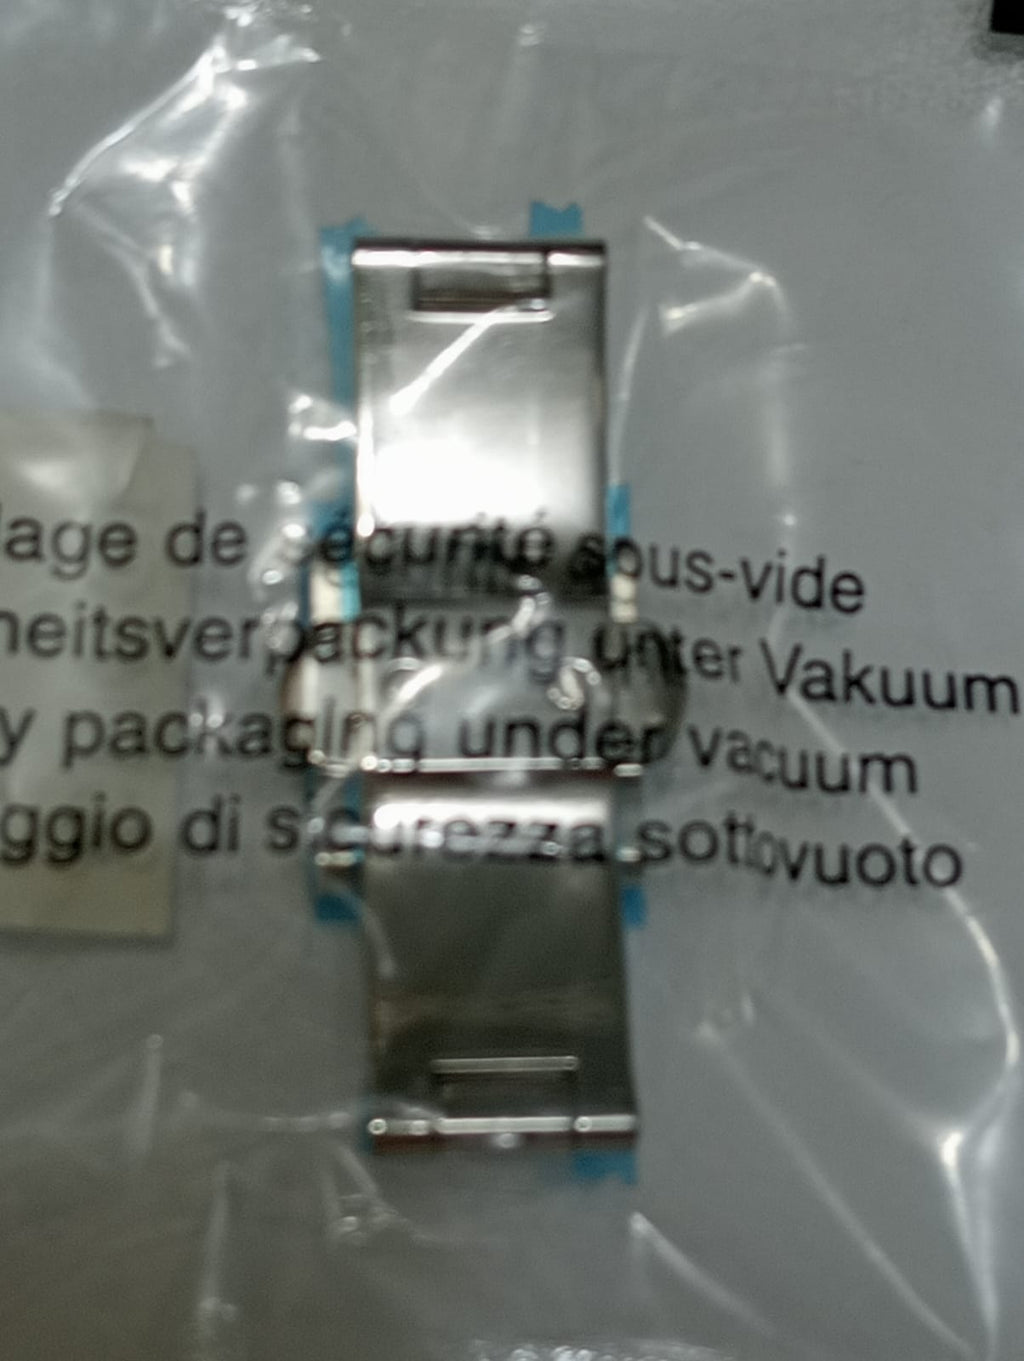 lage de sécurité sous-vide
heitsverpackung unter Vakuum
y packaging under vacuum
ggio di sicurezza sottovuoto